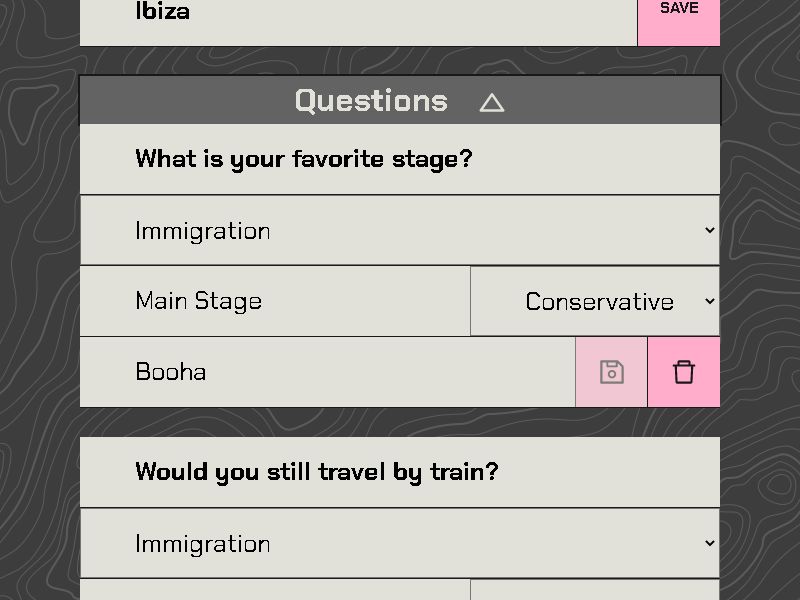 Ibiza
SAVE
Questions
What is your favorite stage?
Immigration
Main Stage
Conservative
Booha
Would you still travel by train?
Immigration